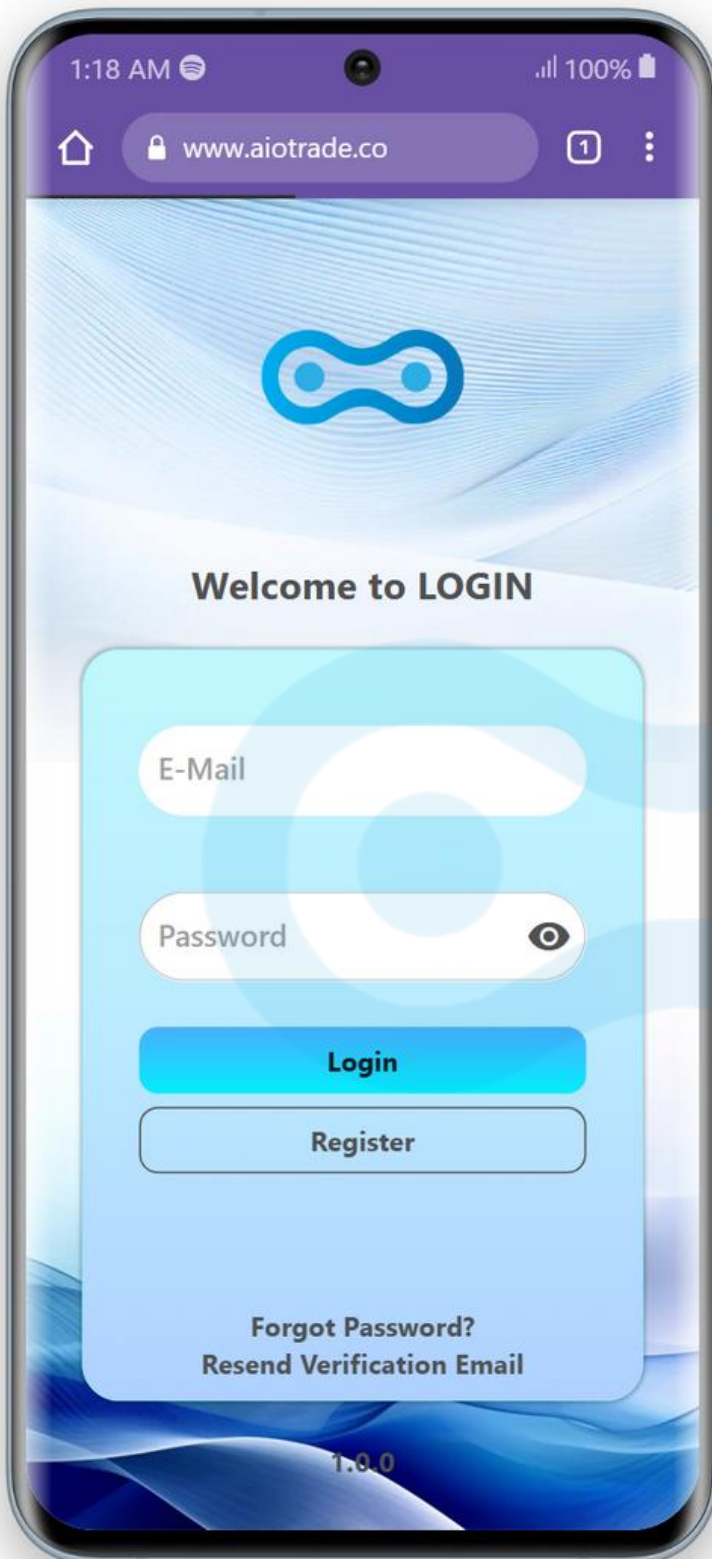 1:18 AM 100%
www.aiotrade.co 1
Welcome to LOGIN
E-Mail
Password
Login
Register
Forgot Password?
Resend Verification Email
1.0.0